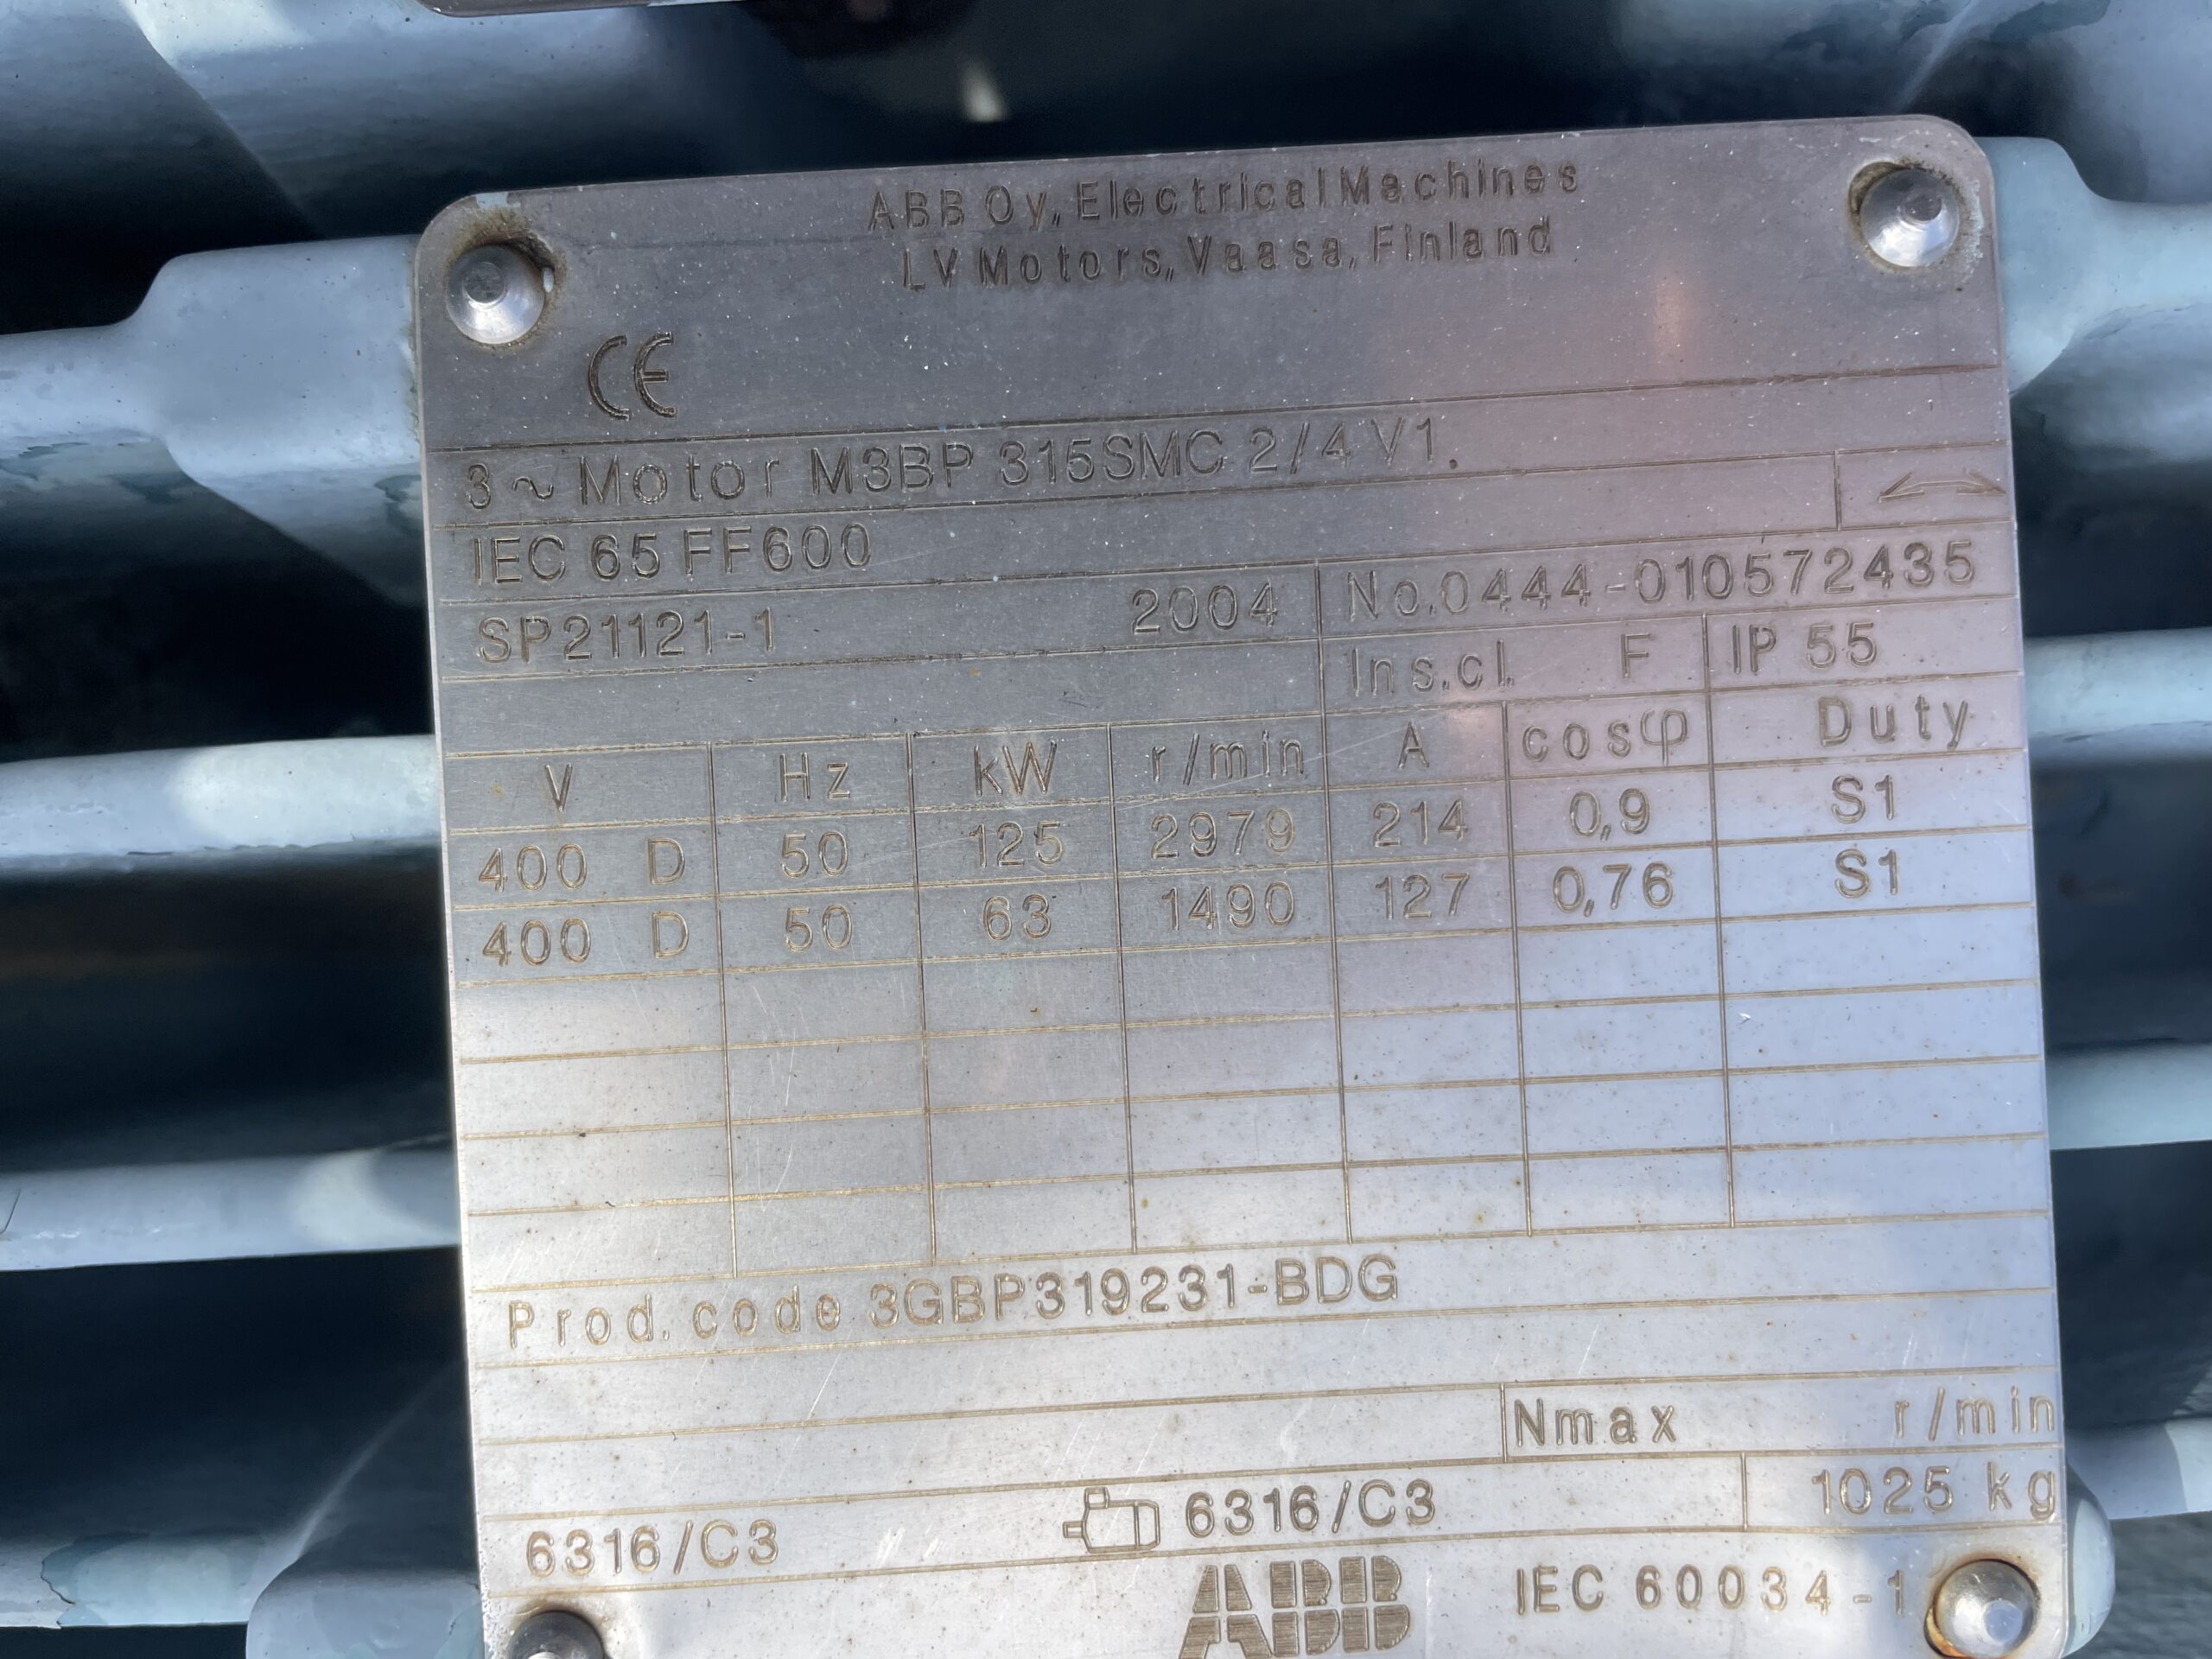 ABB Oy, Electrical Machines
LV Motors, Vaasa, Finland
CE
3 ~ Motor M3BP 315SMC 2/4 V1.
IEC 65 FF600
SP21121-1 2004 No.0444-010572435
Ins.cl. F IP 55
V Hz kW r/min A cosφ Duty
400 D 50 125 2979 214 0,9 S1
400 D 50 63 1490 127 0,76 S1
Prod. code 3GBP319231-BDG
Nmax r/min
6316/C3 6316/C3 1025 kg
ABB IEC 60034-1